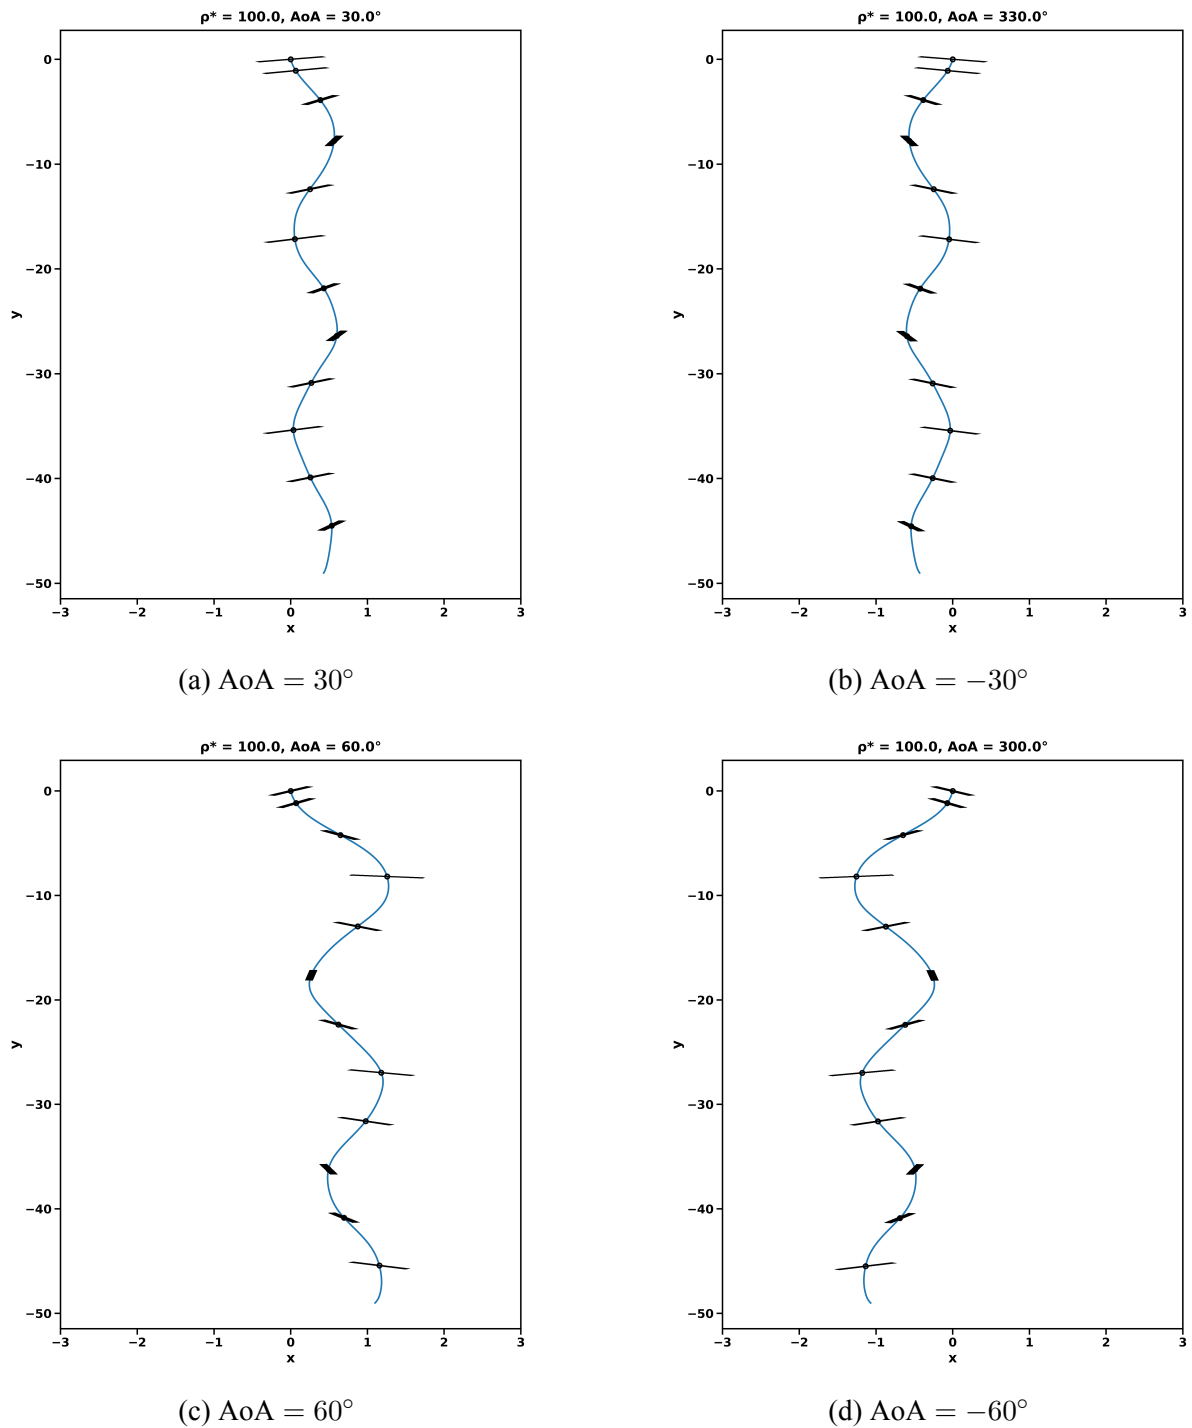 ρ* = 100.0, AoA = 30.0°
0
−10
−20
−30
−40
−50
y
−3 −2 −1 0 1 2 3
x
(a) AoA = 30°
ρ* = 100.0, AoA = 330.0°
0
−10
−20
−30
−40
−50
y
−3 −2 −1 0 1 2 3
x
(b) AoA = −30°
ρ* = 100.0, AoA = 60.0°
0
−10
−20
−30
−40
−50
y
−3 −2 −1 0 1 2 3
x
(c) AoA = 60°
ρ* = 100.0, AoA = 300.0°
0
−10
−20
−30
−40
−50
y
−3 −2 −1 0 1 2 3
x
(d) AoA = −60°